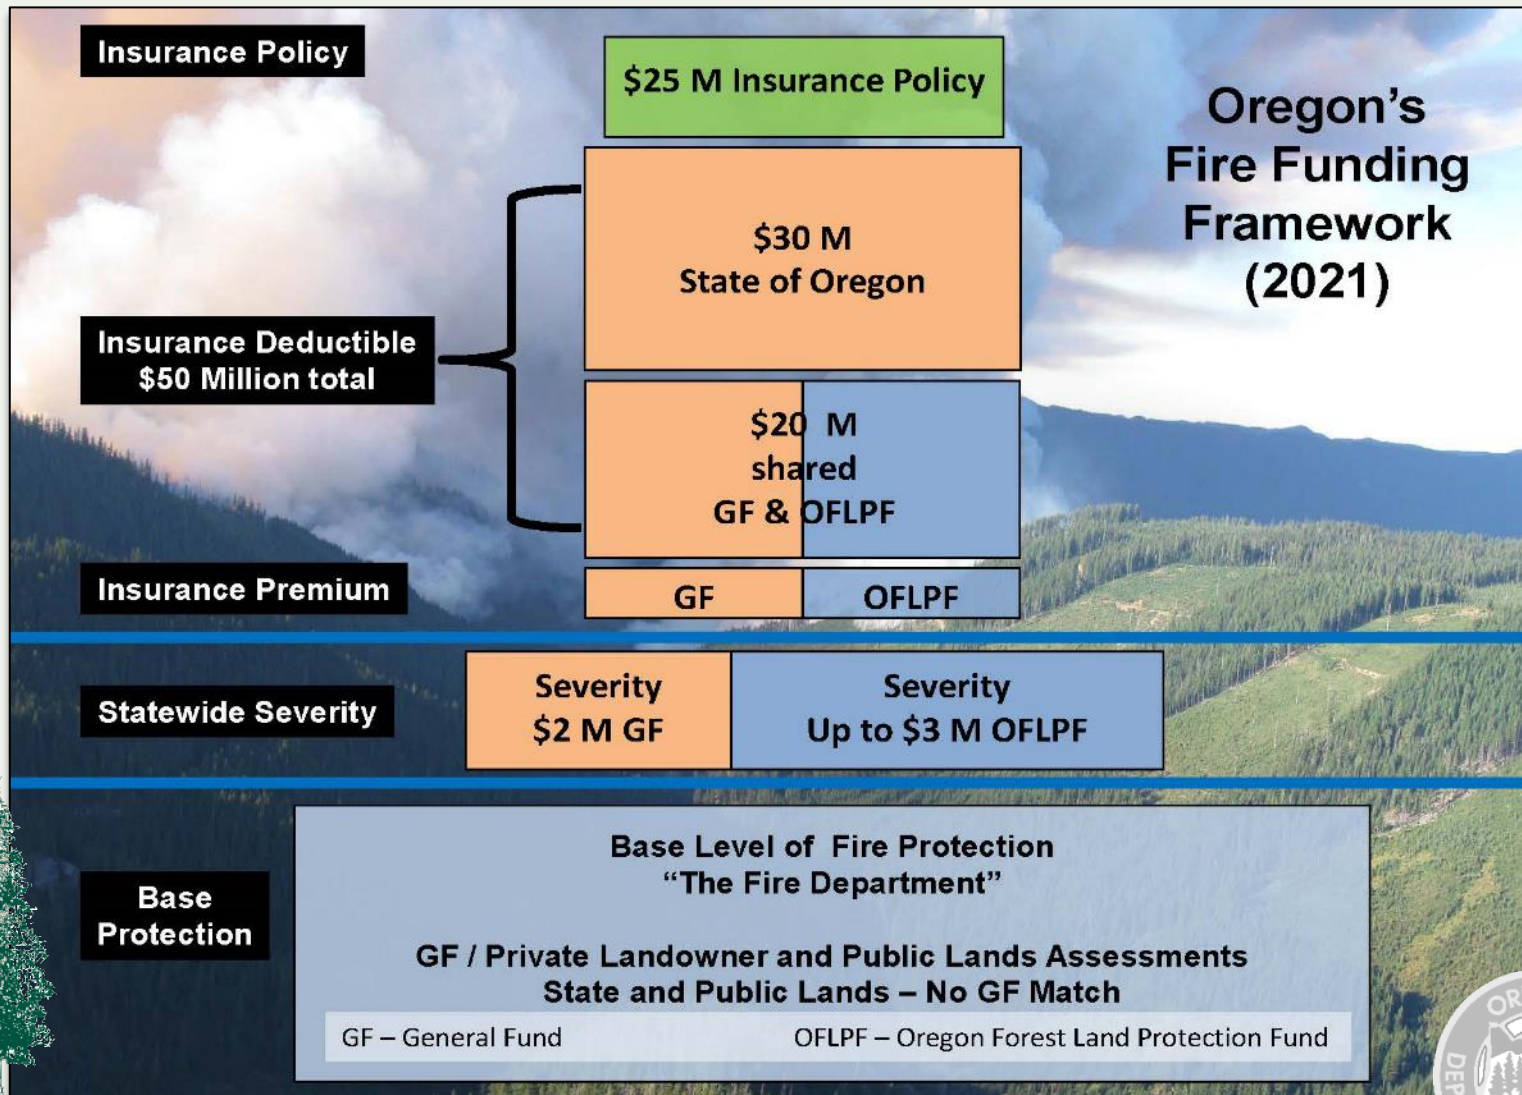 Insurance Policy
$25 M Insurance Policy
Oregon’s
Fire Funding
Framework
(2021)
$30 M
State of Oregon
Insurance Deductible
$50 Million total
$20 M
shared
GF & OFLPF
Insurance Premium
GF
OFLPF
Statewide Severity
Severity
$2 M GF
Severity
Up to $3 M OFLPF
Base
Protection
Base Level of Fire Protection
“The Fire Department”
GF / Private Landowner and Public Lands Assessments
State and Public Lands – No GF Match
GF – General Fund
OFLPF – Oregon Forest Land Protection Fund